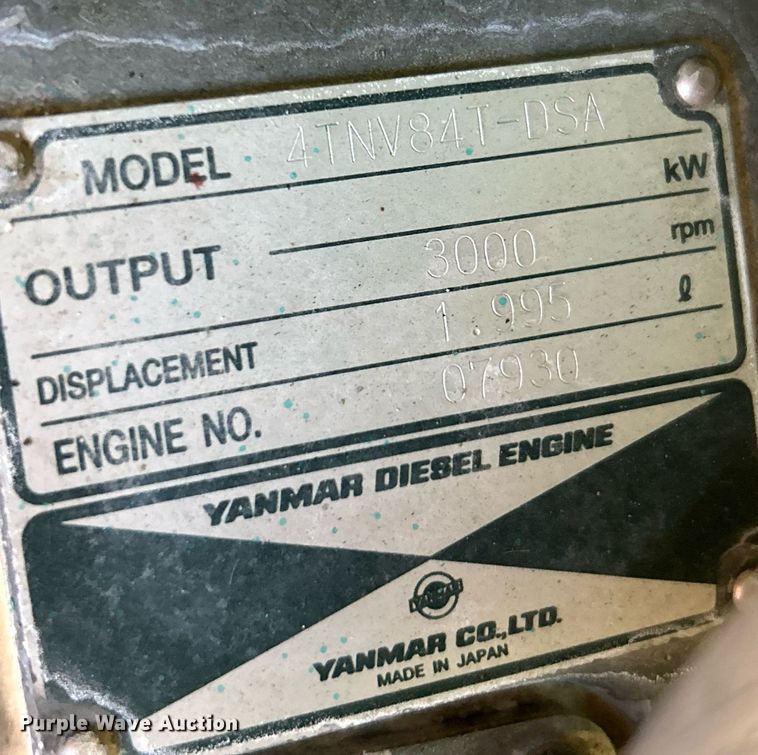 MODEL 4TNV84T-DSA
kW
OUTPUT
3000 rpm
DISPLACEMENT 1.995 ℓ
ENGINE NO. 07930
YANMAR DIESEL ENGINE
YANMAR
YANMAR CO.,LTD.
MADE IN JAPAN
Purple Wave Auction